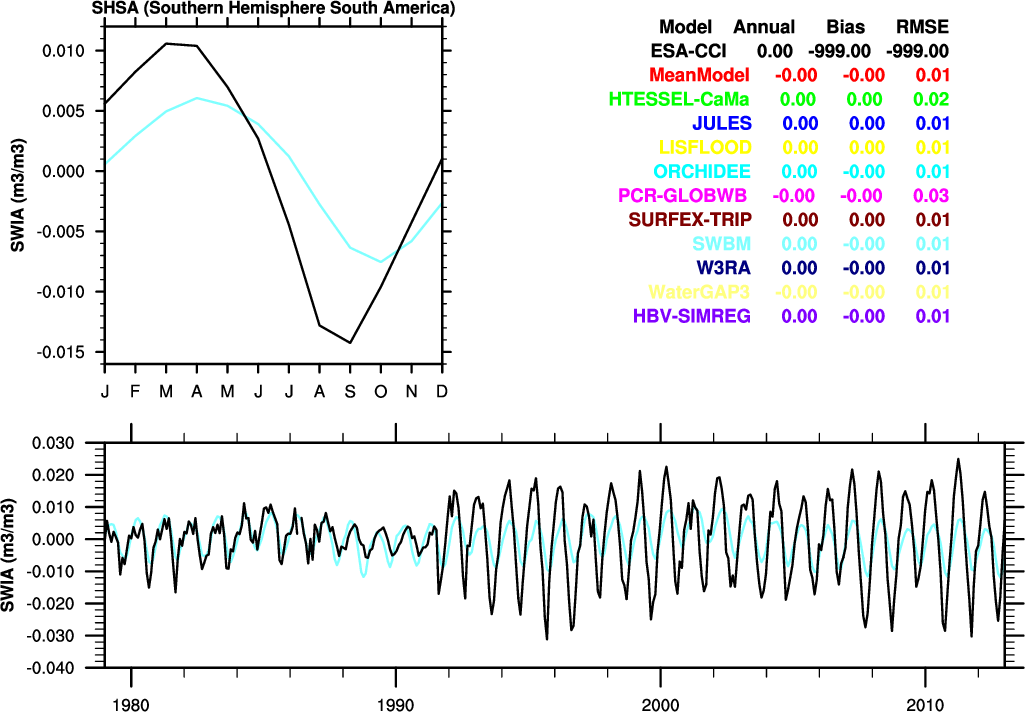 SHSA (Southern Hemisphere South America)
SWIA (m3/m3)
0.010
0.005
0.000
-0.005
-0.010
-0.015
J F M A M J J A S O N D
Model Annual Bias RMSE
ESA-CCI 0.00 -999.00 -999.00
MeanModel -0.00 -0.00 0.01
HTESSEL-CaMa 0.00 0.00 0.02
JULES 0.00 0.00 0.01
LISFLOOD 0.00 0.00 0.01
ORCHIDEE 0.00 -0.00 0.01
PCR-GLOBWB -0.00 -0.00 0.03
SURFEX-TRIP 0.00 0.00 0.01
SWBM 0.00 -0.00 0.01
W3RA 0.00 -0.00 0.01
WaterGAP3 -0.00 -0.00 0.01
HBV-SIMREG 0.00 -0.00 0.01
SWIA (m3/m3)
0.030
0.020
0.010
0.000
-0.010
-0.020
-0.030
-0.040
1980 1990 2000 2010